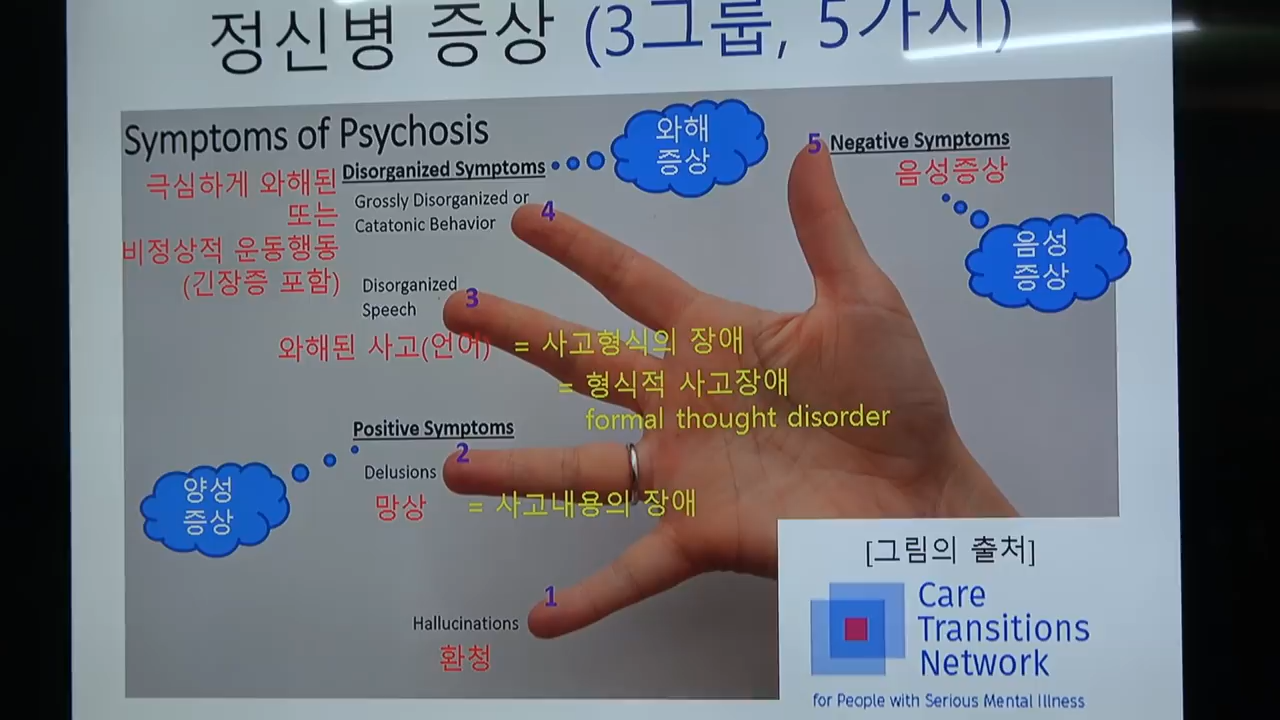 정신병 증상 (3그룹, 5가지)
Symptoms of Psychosis
와해
증상
5 Negative Symptoms
음성증상
음성
증상
Disorganized Symptoms
극심하게 와해된
또는
비정상적 운동행동
(긴장증 포함)
Grossly Disorganized or
Catatonic Behavior
4
Disorganized
Speech
3
와해된 사고(언어) = 사고형식의 장애
= 형식적 사고장애
formal thought disorder
Positive Symptoms
양성
증상
2
Delusions
망상 = 사고내용의 장애
1
Hallucinations
환청
[그림의 출처]
Care
Transitions
Network
for People with Serious Mental Illness